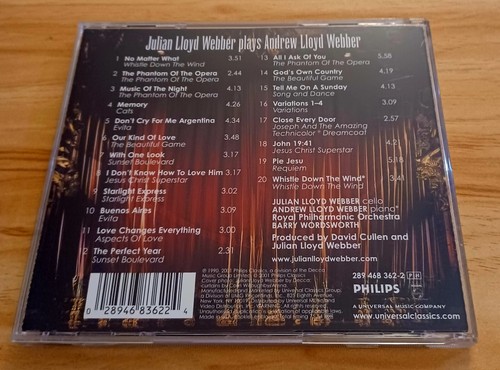 Julian Lloyd Webber plays Andrew Lloyd Webber
1 No Matter What 3.51
Whistle Down The Wind
2 The Phantom Of The Opera 2.44
The Phantom Of The Opera
3 Music Of The Night 4.19
The Phantom Of The Opera
4 Memory 4.26
Cats
5 Don't Cry For Me Argentina 4.34
Evita
6 Our Kind Of Love 3.48
The Beautiful Game
7 With One Look 3.17
Sunset Boulevard
8 I Don't Know How To Love Him 3.17
Jesus Christ Superstar
9 Starlight Express 3.02
Starlight Express
10 Buenos Aires 3.09
Evita
11 Love Changes Everything 3.00
Aspects Of Love
12 The Perfect Year 2.31
Sunset Boulevard
13 All I Ask Of You 5.58
The Phantom Of The Opera
14 God's Own Country 4.19
The Beautiful Game
15 Tell Me On A Sunday 4.13
Song and Dance
16 Variations 1–4 3.09
Variations
17 Close Every Door 2.57
Joseph And The Amazing
Technicolor® Dreamcoat
18 John 19:41
Jesus Christ Superstar
19 Pie Jesu 5.18
Requiem
20 Whistle Down The Wind* 3.41
Whistle Down The Wind
JULIAN LLOYD WEBBER cello
ANDREW LLOYD WEBBER piano*
Royal Philharmonic Orchestra
BARRY WORDSWORTH
Produced by David Cullen and
Julian Lloyd Webber
www.julianlloydwebber.com
289 468 362-2 PH
PHILIPS
A UNIVERSAL MUSIC COMPANY
www.universalclassics.com
0 28946 83622 4